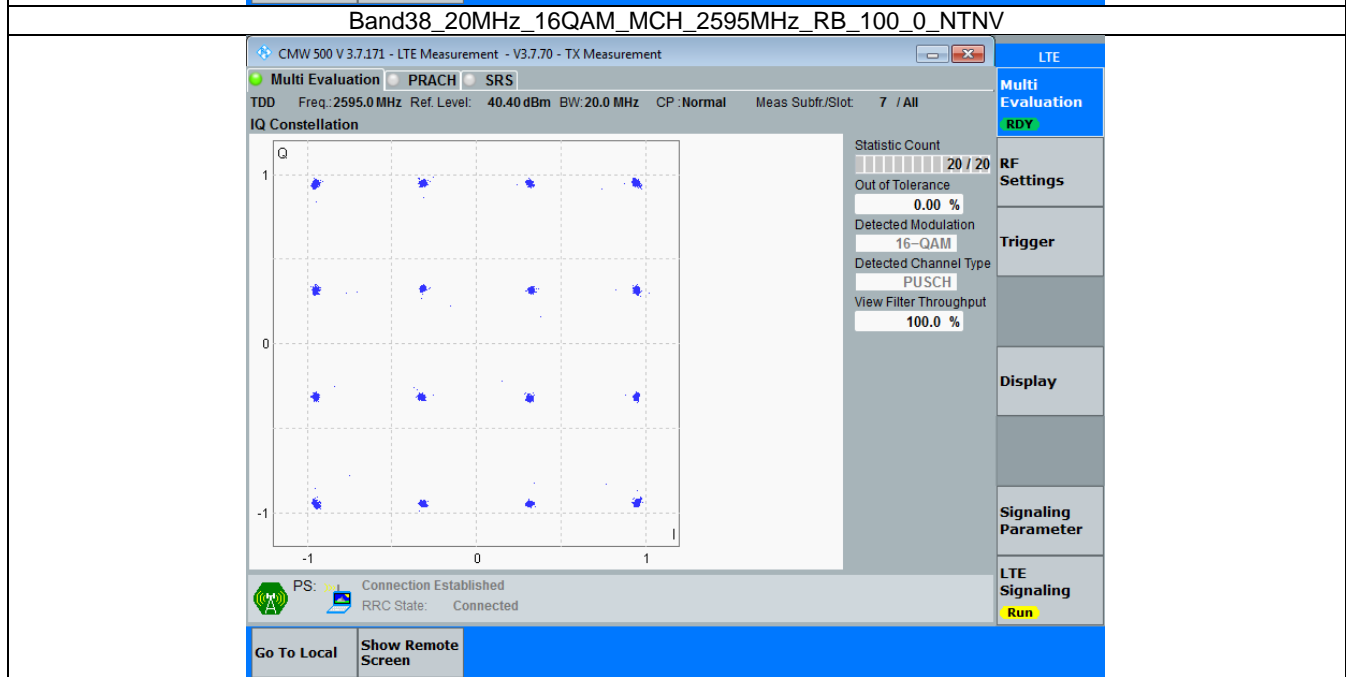 Band38_20MHz_16QAM_MCH_2595MHz_RB_100_0_NTNV
CMW 500 V 3.7.171 - LTE Measurement - V3.7.70 - TX Measurement
LTE
Multi Evaluation PRACH SRS
Multi
Evaluation
RDY
TDD Freq.:2595.0 MHz Ref. Level: 40.40 dBm BW:20.0 MHz CP :Normal Meas Subfr./Slot: 7 / All
IQ Constellation
Q
1
0
-1
-1 0 1
I
Statistic Count
20 / 20
Out of Tolerance
0.00 %
Detected Modulation
16-QAM
Detected Channel Type
PUSCH
View Filter Throughput
100.0 %
RF
Settings
Trigger
Display
Signaling
Parameter
LTE
Signaling
Run
PS: Connection Established
RRC State: Connected
Go To Local
Show Remote
Screen